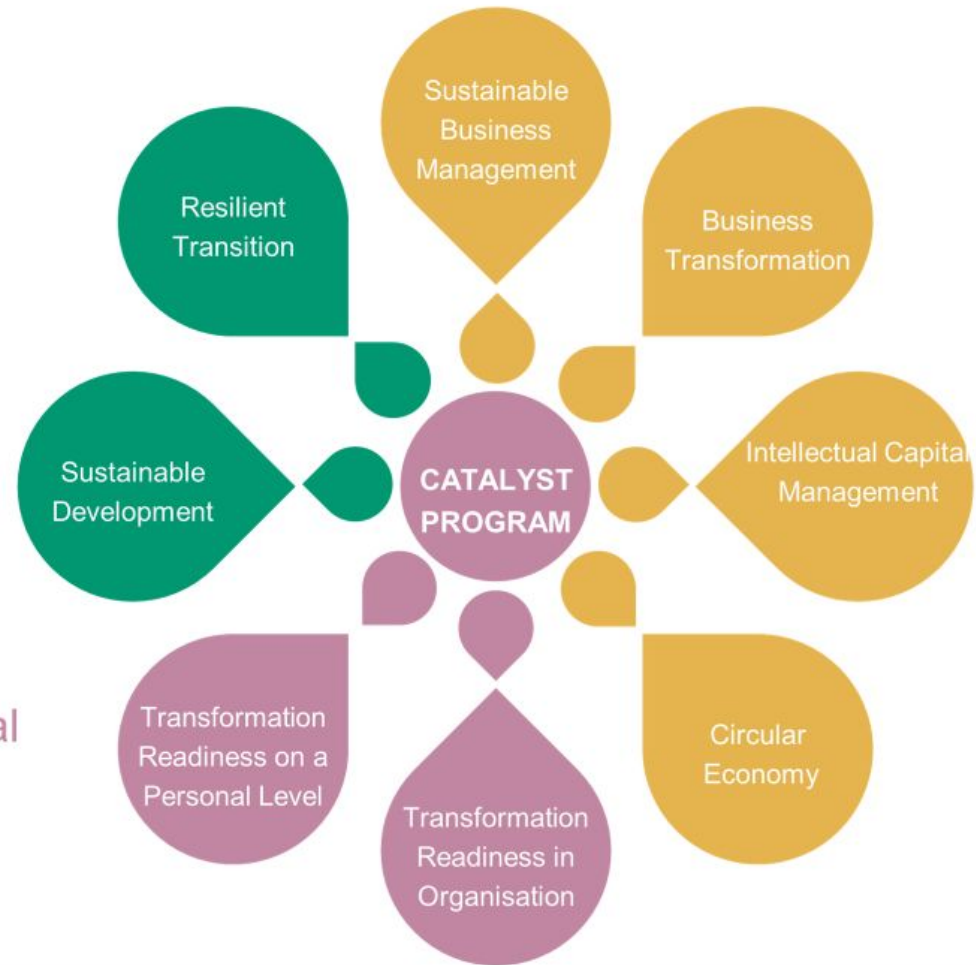 Sustainable
Business
Management
Resilient
Transition
Business
Transformation
Sustainable
Development
CATALYST
PROGRAM
Intellectual Capital
Management
Transformation
Readiness on a
Personal Level
Transformation
Readiness in
Organisation
Circular
Economy